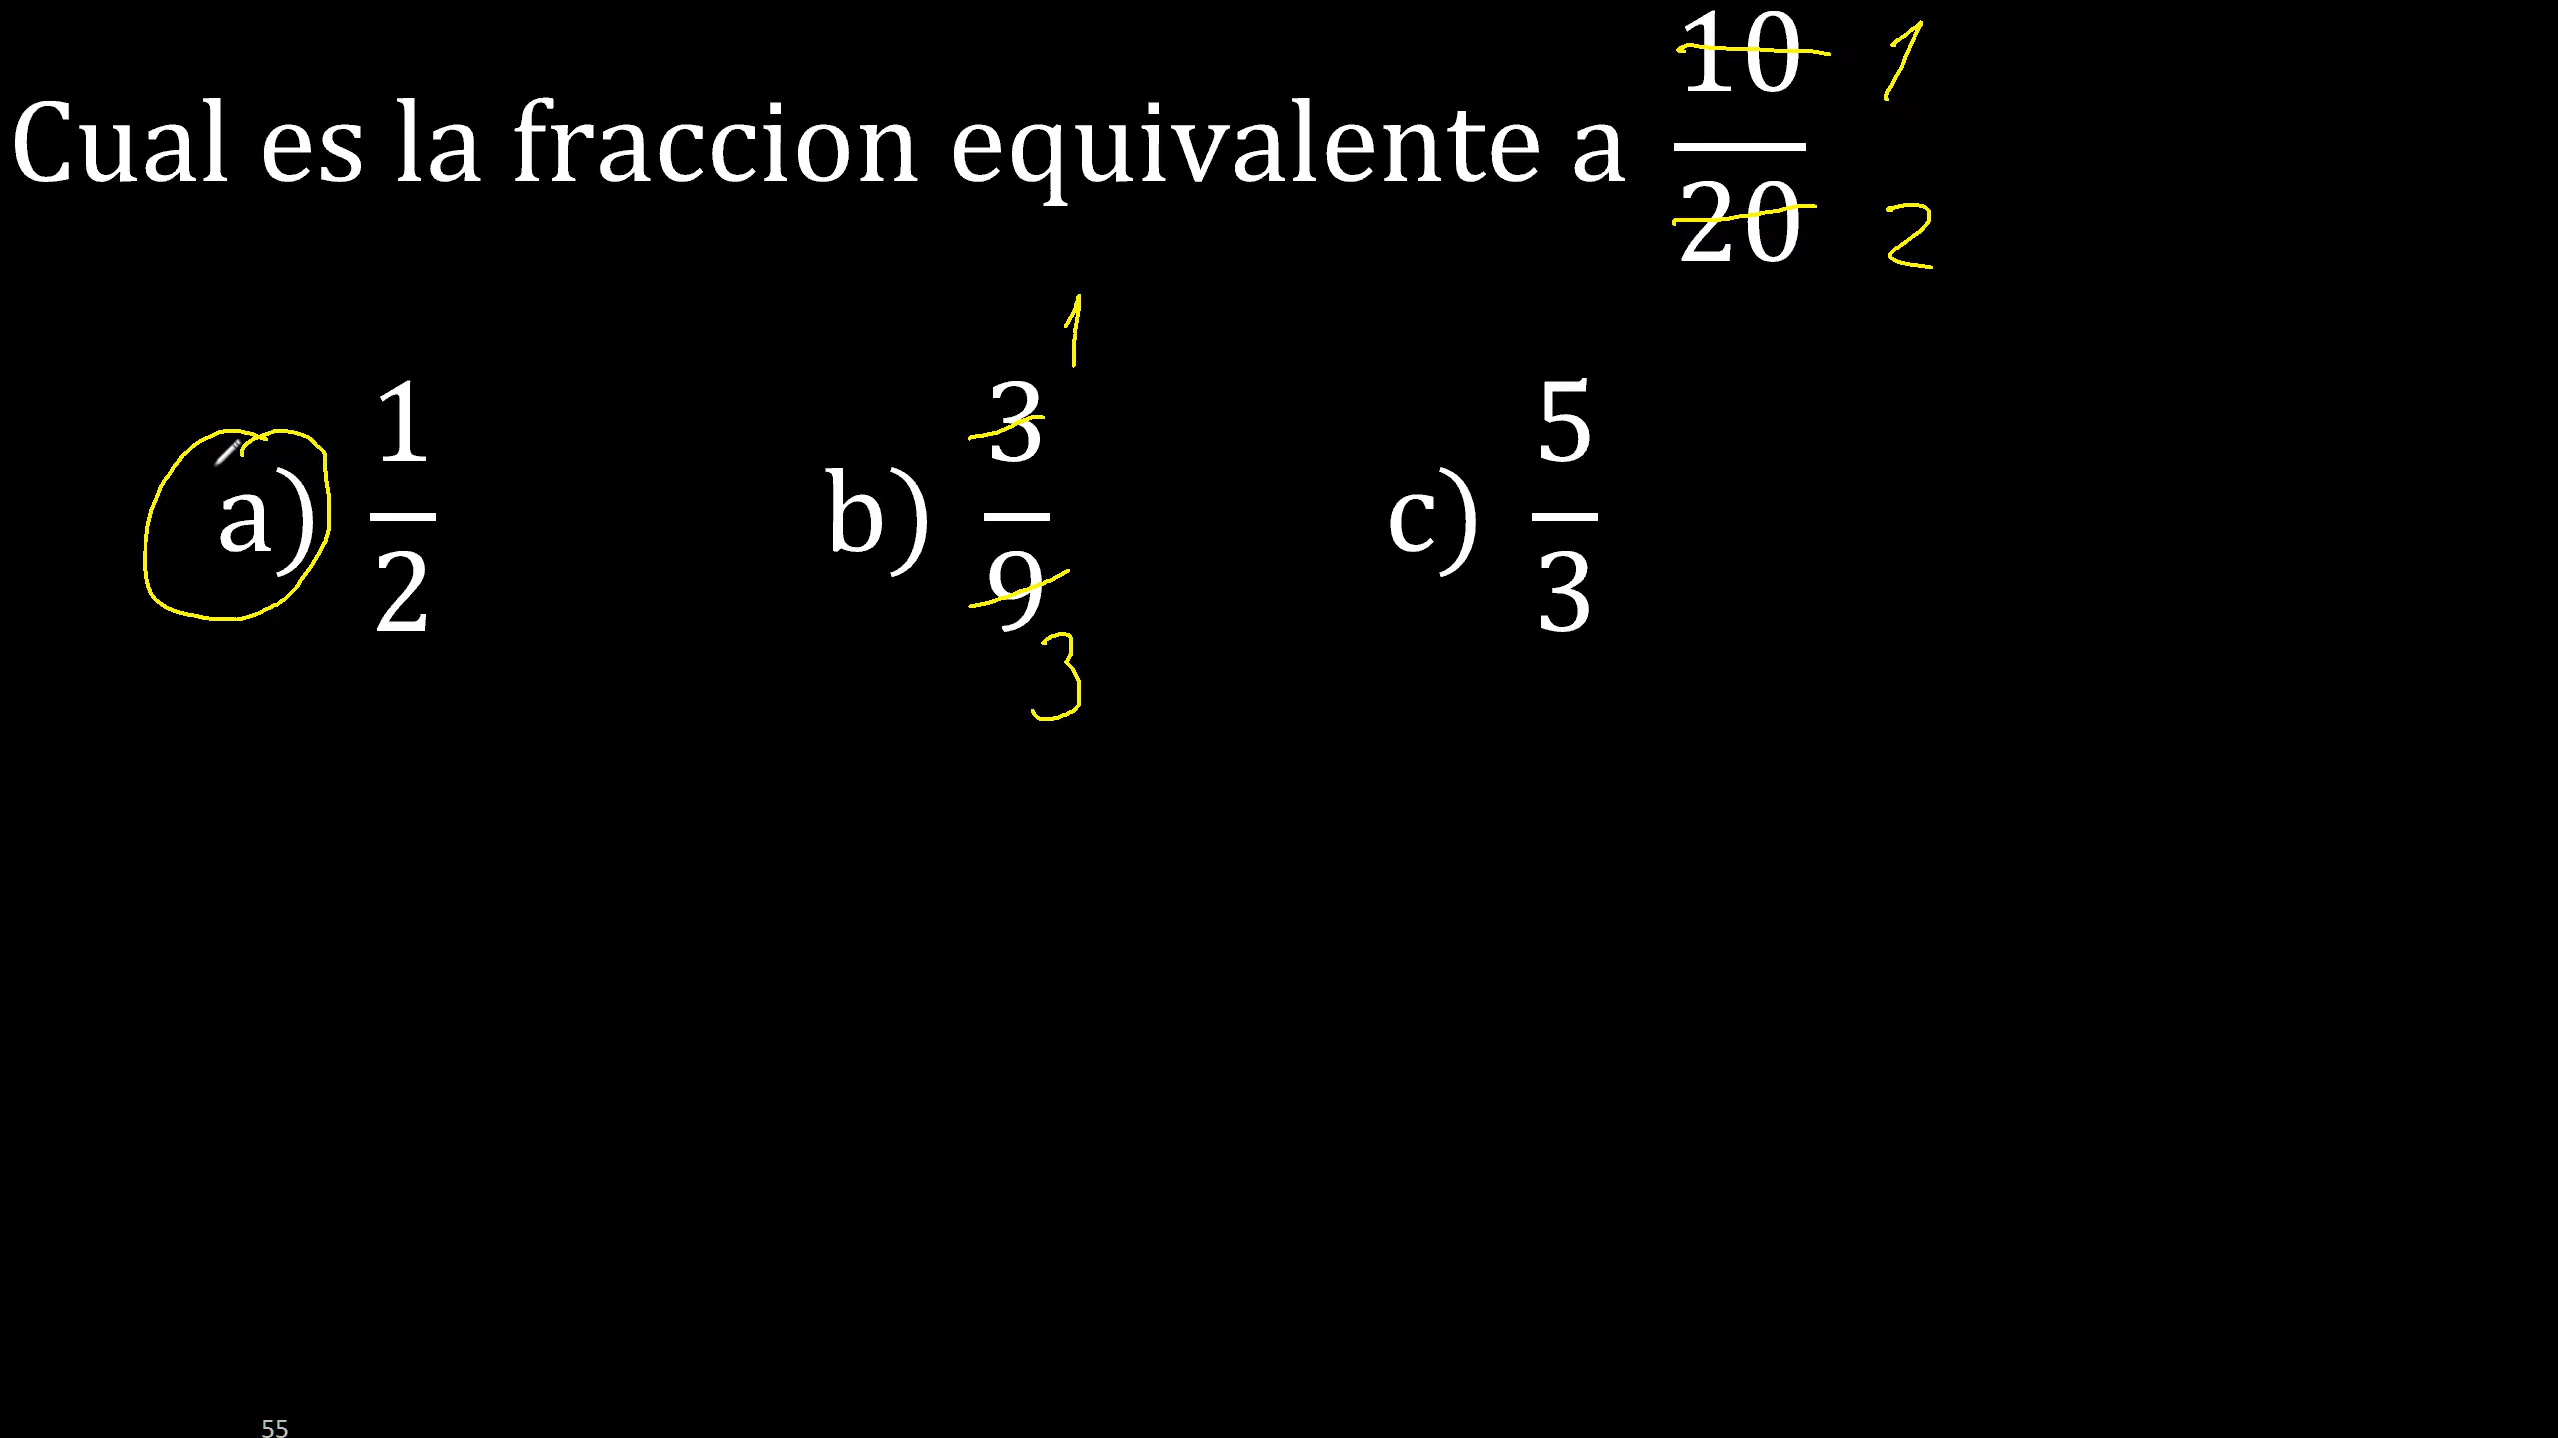 Cual es la fraccion equivalente a 10/20 1/2
a) 1/2 b) 3/9 1/3 c) 5/3
55